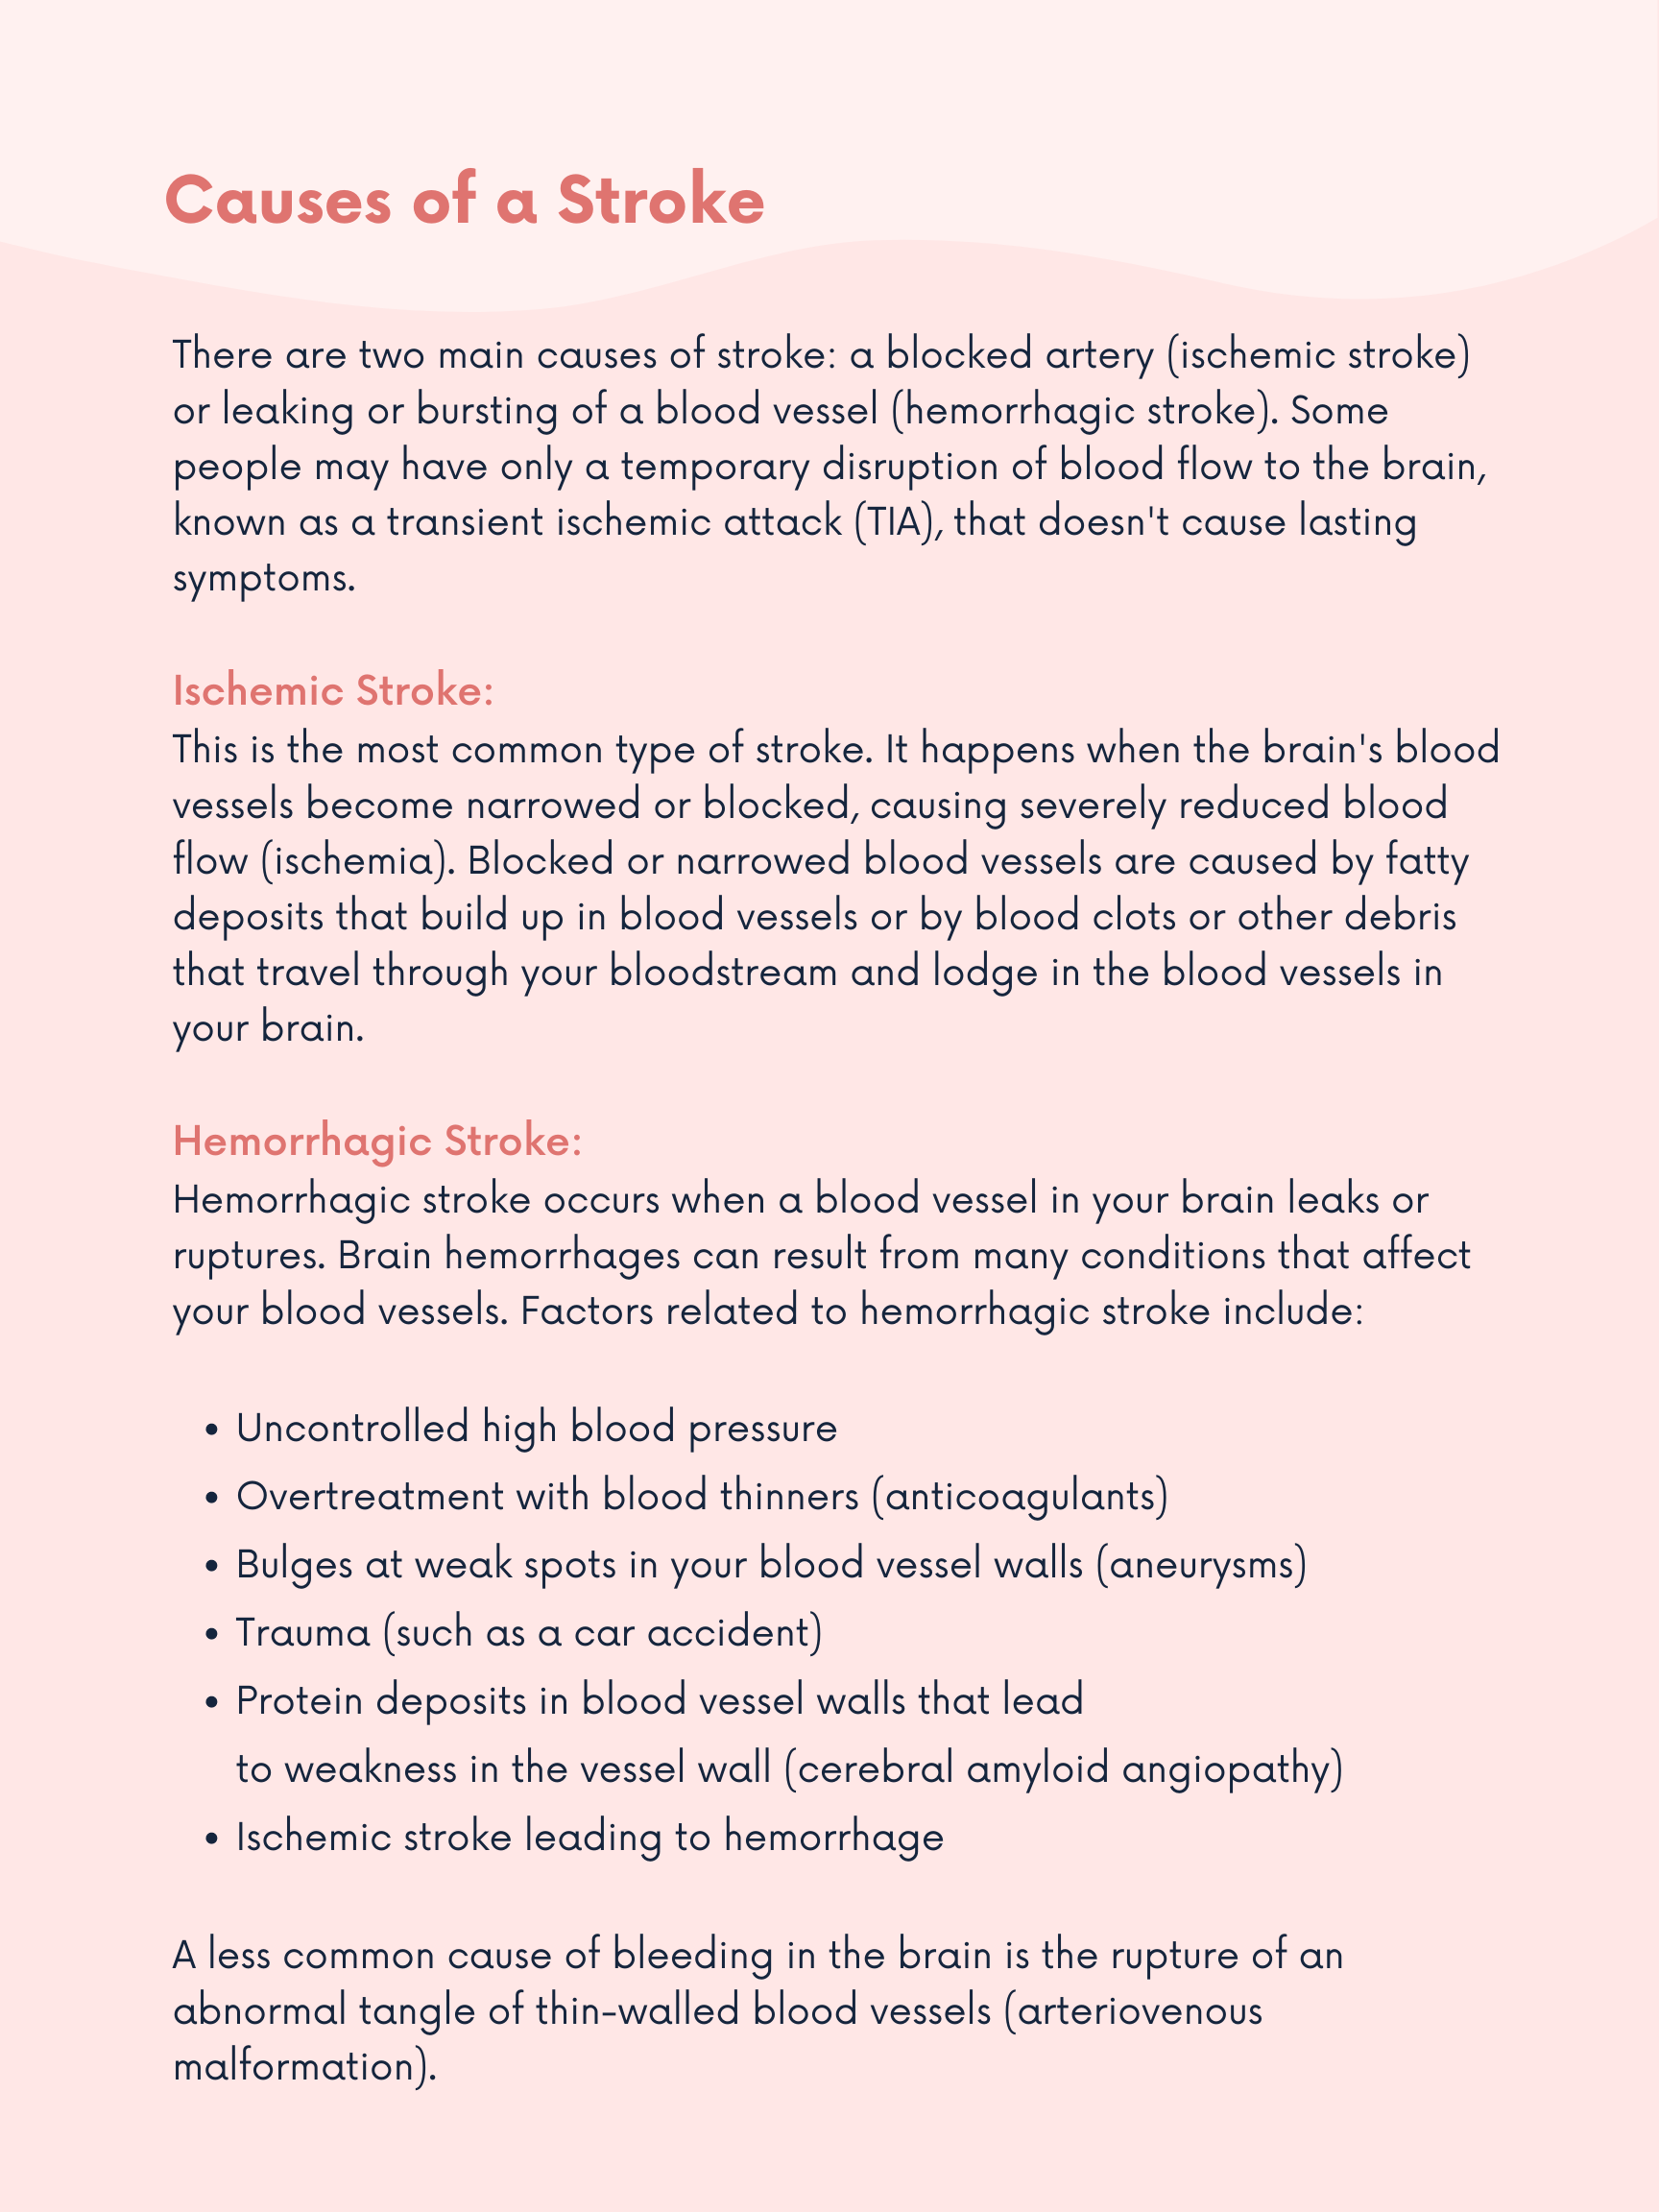 Causes of a Stroke
There are two main causes of stroke: a blocked artery (ischemic stroke)
or leaking or bursting of a blood vessel (hemorrhagic stroke). Some
people may have only a temporary disruption of blood flow to the brain,
known as a transient ischemic attack (TIA), that doesn't cause lasting
symptoms.
Ischemic Stroke:
This is the most common type of stroke. It happens when the brain's blood
vessels become narrowed or blocked, causing severely reduced blood
flow (ischemia). Blocked or narrowed blood vessels are caused by fatty
deposits that build up in blood vessels or by blood clots or other debris
that travel through your bloodstream and lodge in the blood vessels in
your brain.
Hemorrhagic Stroke:
Hemorrhagic stroke occurs when a blood vessel in your brain leaks or
ruptures. Brain hemorrhages can result from many conditions that affect
your blood vessels. Factors related to hemorrhagic stroke include:
• Uncontrolled high blood pressure
• Overtreatment with blood thinners (anticoagulants)
• Bulges at weak spots in your blood vessel walls (aneurysms)
• Trauma (such as a car accident)
• Protein deposits in blood vessel walls that lead
to weakness in the vessel wall (cerebral amyloid angiopathy)
• Ischemic stroke leading to hemorrhage
A less common cause of bleeding in the brain is the rupture of an
abnormal tangle of thin-walled blood vessels (arteriovenous
malformation).